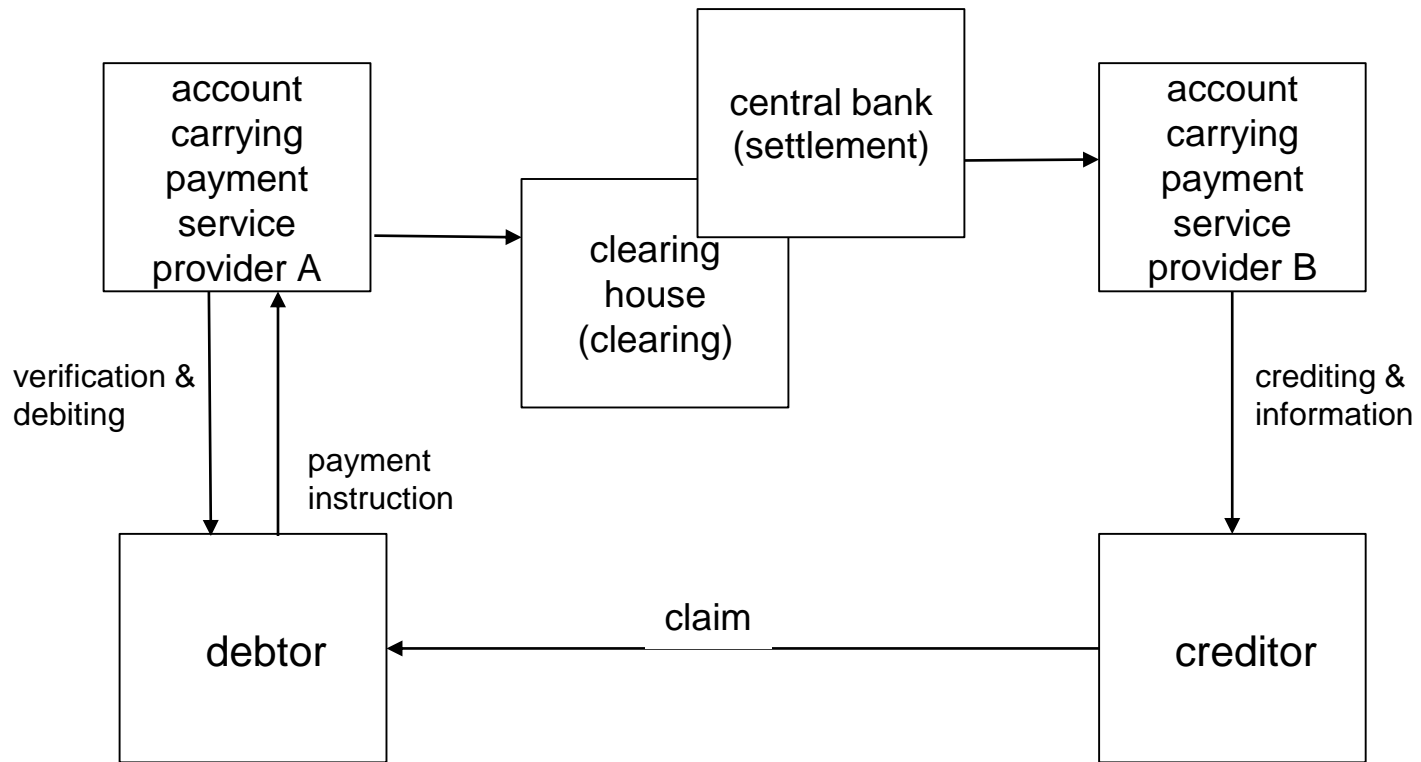 account
carrying
payment
service
provider A
central bank
(settlement)
account
carrying
payment
service
provider B
clearing
house
(clearing)
verification &
debiting
payment
instruction
crediting &
information
debtor
claim
creditor